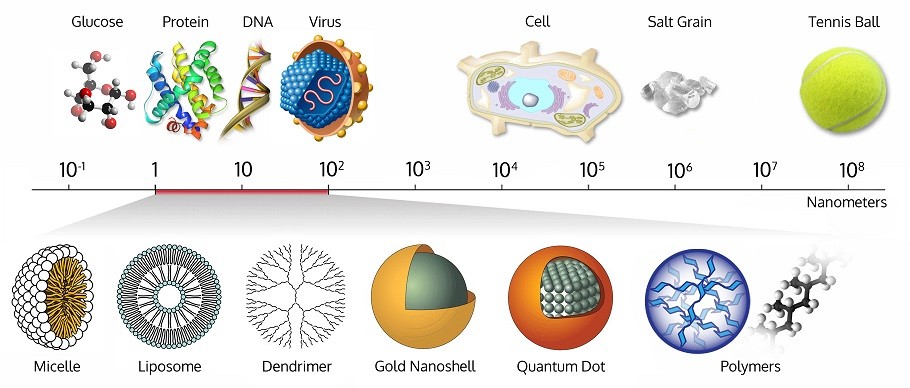 Glucose Protein DNA Virus Cell Salt Grain Tennis Ball
10⁻¹ 1 10 10² 10³ 10⁴ 10⁵ 10⁶ 10⁷ 10⁸
Nanometers
Micelle Liposome Dendrimer Gold Nanoshell Quantum Dot Polymers